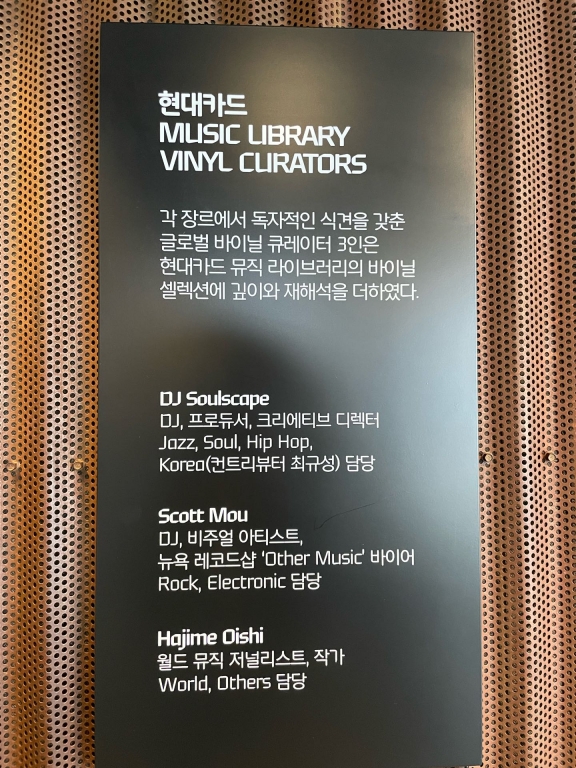 현대카드
MUSIC LIBRARY
VINYL CURATORS
각 장르에서 독자적인 식견을 갖춘
글로벌 바이닐 큐레이터 3인은
현대카드 뮤직 라이브러리의 바이닐
셀렉션에 깊이와 재해석을 더하였다.
DJ Soulscape
DJ, 프로듀서, 크리에티브 디렉터
Jazz, Soul, Hip Hop,
Korea(컨트리뷰터 최규성) 담당
Scott Mou
DJ, 비주얼 아티스트,
뉴욕 레코드샵 ‘Other Music’ 바이어
Rock, Electronic 담당
Hajime Oishi
월드 뮤직 저널리스트, 작가
World, Others 담당